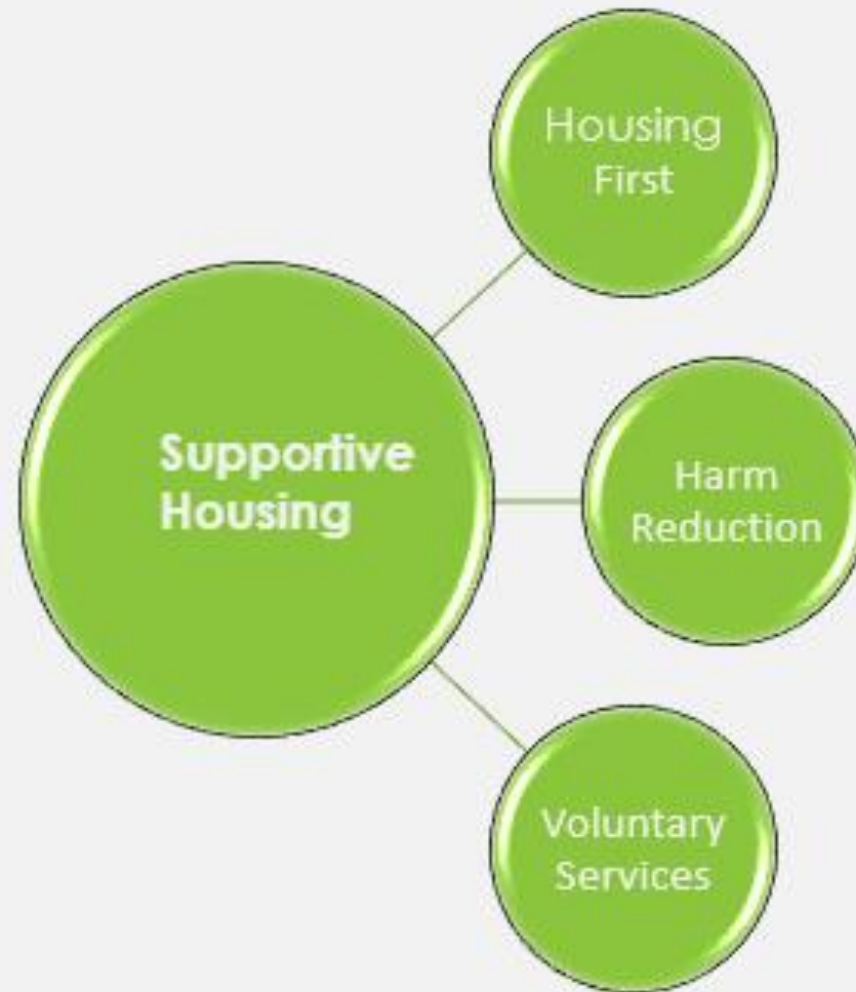 Housing
First
Supportive
Housing
Harm
Reduction
Voluntary
Services